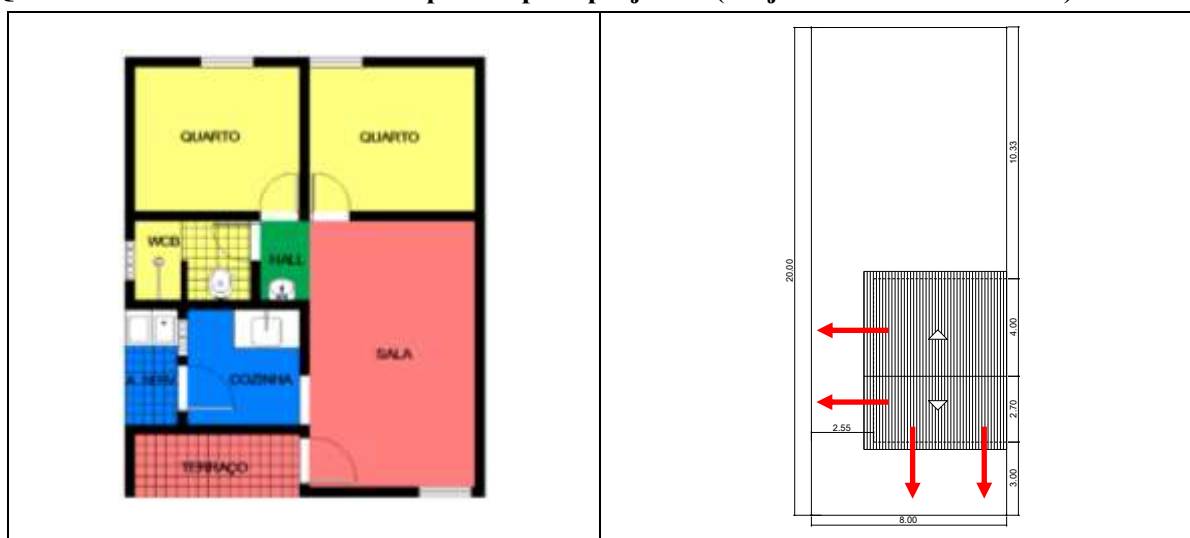 QUARTO
QUARTO
WCB
HALL
SALA
A. SERV.
COZINHA
TERRAÇO
10.33
20.00
4.00
2.70
2.55
3.00
8.00